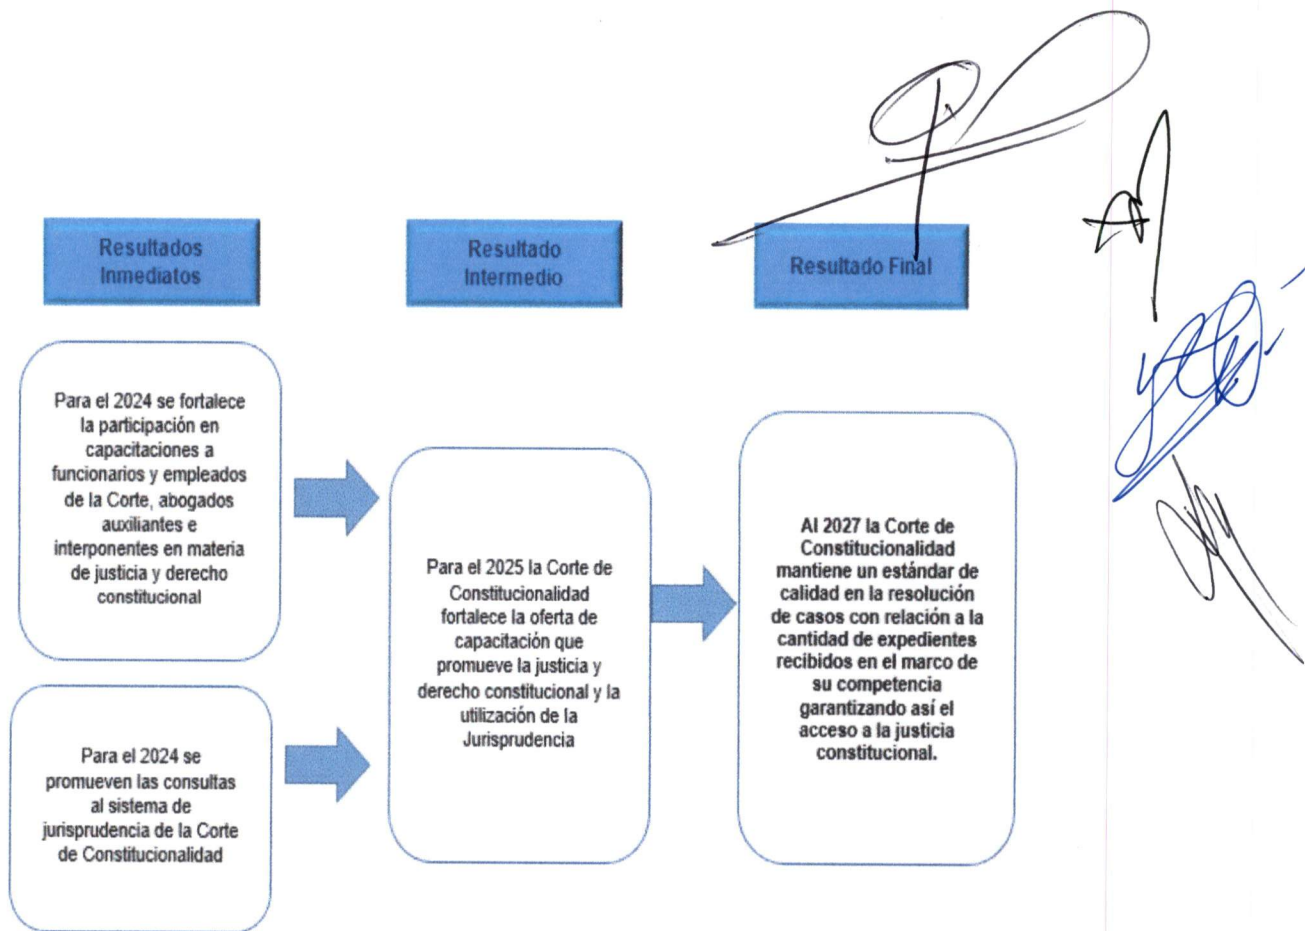 Resultados
Inmediatos
Resultado
Intermedio
Resultado Final
Para el 2024 se fortalece
la participación en
capacitaciones a
funcionarios y empleados
de la Corte, abogados
auxiliantes e
interponentes en materia
de justicia y derecho
constitucional
Para el 2024 se
promueven las consultas
al sistema de
jurisprudencia de la Corte
de Constitucionalidad
Para el 2025 la Corte de
Constitucionalidad
fortalece la oferta de
capacitación que
promueve la justicia y
derecho constitucional y la
utilización de la
Jurisprudencia
Al 2027 la Corte de
Constitucionalidad
mantiene un estándar de
calidad en la resolución
de casos con relación a la
cantidad de expedientes
recibidos en el marco de
su competencia
garantizando así el
acceso a la justicia
constitucional.